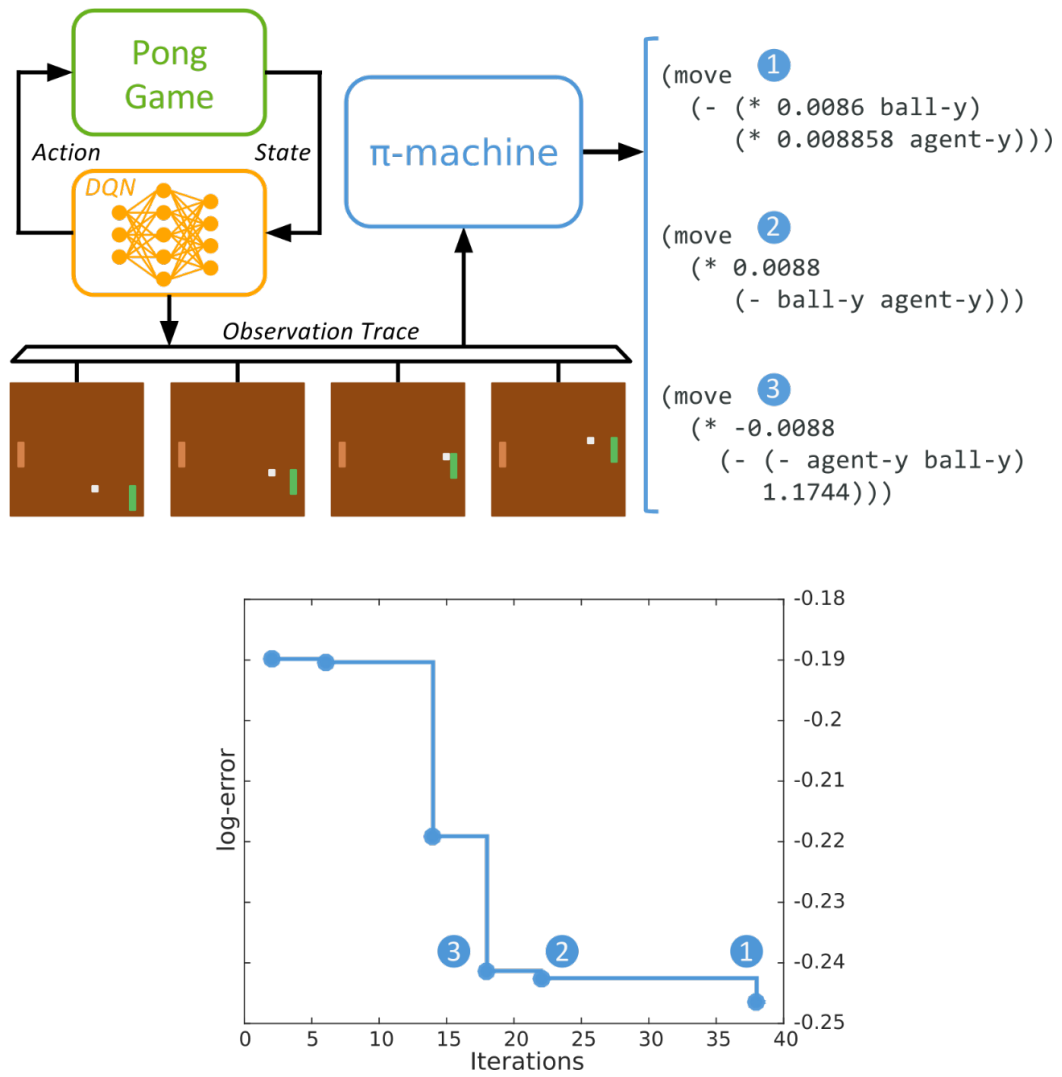 Pong
Game
Action
State
DQN
π-machine
Observation Trace
(move 1
(- (* 0.0086 ball-y)
(* 0.008858 agent-y)))
(move 2
(* 0.0088
(- ball-y agent-y)))
(move 3
(* -0.0088
(- (- agent-y ball-y)
1.1744)))
-0.18
-0.19
-0.2
-0.21
-0.22
-0.23
-0.24
-0.25
log-error
3
2
1
0 5 10 15 20 25 30 35 40
Iterations